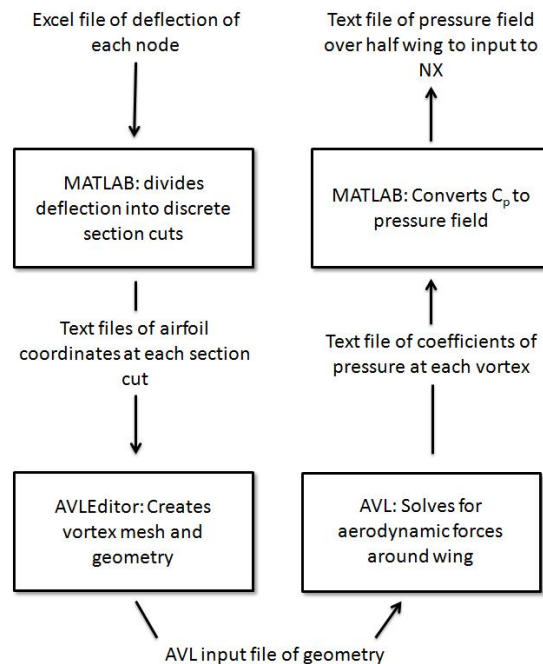 Excel file of deflection of
each node
MATLAB: divides
deflection into discrete
section cuts
Text files of airfoil
coordinates at each section
cut
AVLEditor: Creates
vortex mesh and
geometry
AVL input file of geometry
AVL: Solves for
aerodynamic forces
around wing
Text file of coefficients of
pressure at each vortex
MATLAB: Converts Cp to
pressure field
Text file of pressure field
over half wing to input to
NX